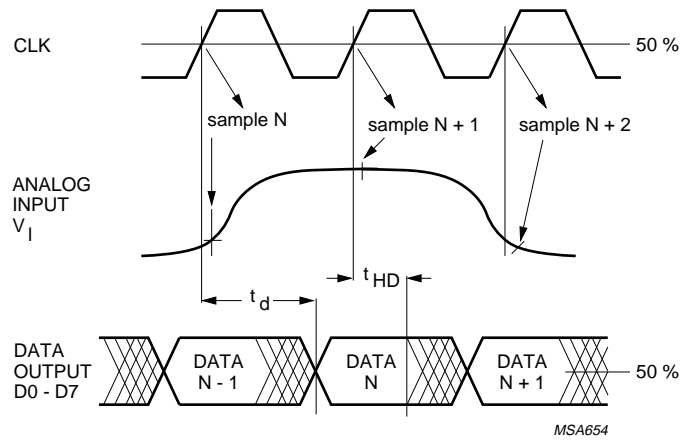 CLK
50 %
sample N
sample N + 1
sample N + 2
ANALOG
INPUT
V I
t d
t HD
DATA
OUTPUT
D0 - D7
DATA
N - 1
DATA
N
DATA
N + 1
50 %
MSA654